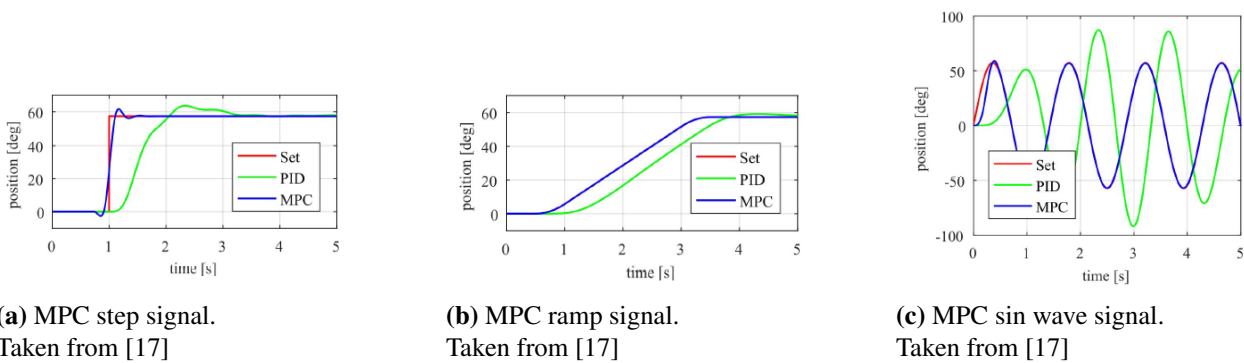 position [deg]
60
40
20
0
Set
PID
MPC
0 1 2 3 4 5
time [s]
position [deg]
60
40
20
0
Set
PID
MPC
0 1 2 3 4 5
time [s]
position [deg]
100
50
0
-50
-100
Set
PID
MPC
0 1 2 3 4 5
time [s]
(a) MPC step signal.
Taken from [17]
(b) MPC ramp signal.
Taken from [17]
(c) MPC sin wave signal.
Taken from [17]